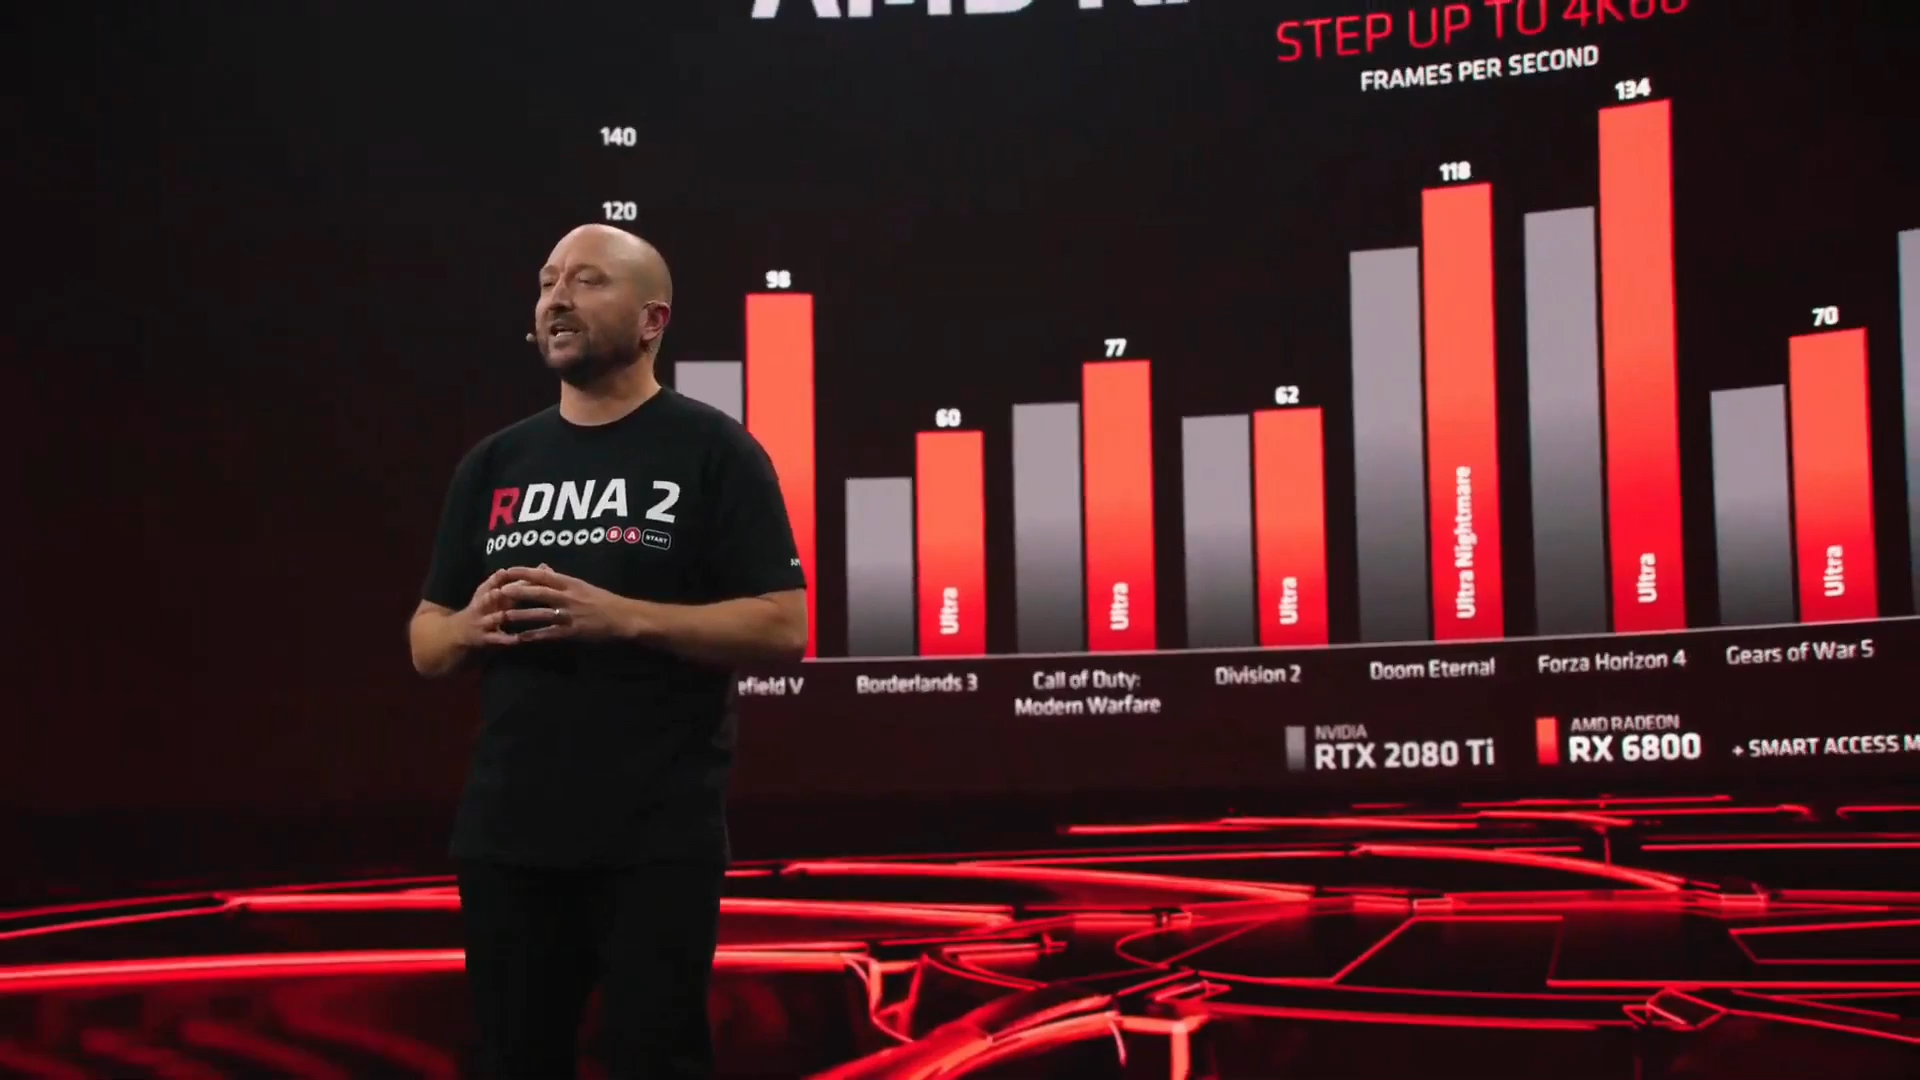 STEP UP TO 4K60
FRAMES PER SECOND
140
120
98
60
77
62
118
134
70
Ultra
Ultra
Ultra
Ultra Nightmare
Ultra
Ultra
efield V
Borderlands 3
Call of Duty:
Modern Warfare
Division 2
Doom Eternal
Forza Horizon 4
Gears of War 5
NVIDIA
RTX 2080 Ti
AMD RADEON
RX 6800
+ SMART ACCESS M
RDNA 2
B A START